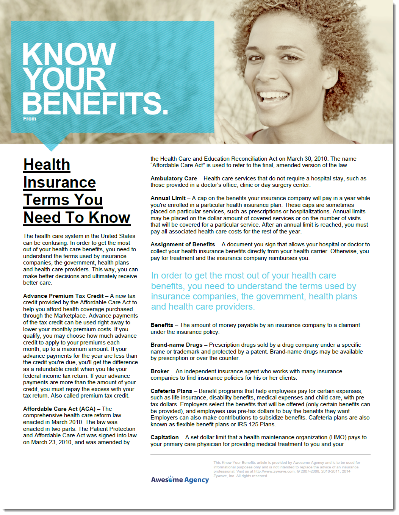 KNOW
YOUR
BENEFITS.
Health
Insurance
Terms You
Need To Know
The health care system in the United States
can be confusing. In order to get the most
out of your health care benefits, you need to
understand the terms used by insurance
companies, the government, health plans
and health care providers. This way, you can
make better decisions and ultimately receive
better care.
Advance Premium Tax Credit – A new tax
credit provided by the Affordable Care Act to
help you afford health coverage purchased
through the Marketplace. Advance payments
of the tax credit can be used right away to
lower your monthly premium costs. If you
qualify, you may choose how much advance
credit to apply to your premiums each
month, up to a maximum amount. If your
advance payments for the year are less than
the credit you're due, you'll get the difference
as a refundable credit when you file your
federal income tax return. If your advance
payments are more than the amount of your
credit, you must repay the excess with your
tax return. Also called premium tax credit.
Affordable Care Act (ACA) – The
comprehensive health care reform law
enacted in March 2010. The law was
enacted in two parts: The Patient Protection
and Affordable Care Act was signed into law
on March 23, 2010, and was amended by
the Health Care and Education Reconciliation Act on March 30, 2010. The name
"Affordable Care Act" is used to refer to the final, amended version of the law.
Ambulatory Care – Health care services that do not require a hospital stay, such as
those provided in a doctor's office, clinic or day surgery center.
Annual Limit – A cap on the benefits your insurance company will pay in a year while
you're enrolled in a particular health insurance plan. These caps are sometimes
placed on particular services, such as prescriptions or hospitalizations. Annual limits
may be placed on the dollar amount of covered services or on the number of visits
that will be covered for a particular service. After an annual limit is reached, you must
pay all associated health care costs for the rest of the year.
Assignment of Benefits – A document you sign that allows your hospital or doctor to
collect your health insurance benefits directly from your health carrier. Otherwise, you
pay for treatment and the insurance company reimburses you.
In order to get the most out of your health care
benefits, you need to understand the terms used by
insurance companies, the government, health plans
and health care providers.
Benefits – The amount of money payable by an insurance company to a claimant
under the insurance policy.
Brand-name Drugs – Prescription drugs sold by a drug company under a specific
name or trademark and protected by a patent. Brand-name drugs may be available
by prescription or over the counter.
Broker – An independent insurance agent who works with many insurance
companies to find insurance policies for his or her clients.
Cafeteria Plans – Benefit programs that help employees pay for certain expenses,
such as life insurance, disability benefits, medical expenses and child care, with pre-
tax dollars. Employers select the benefits that will be offered (only certain benefits can
be provided), and employees use pre-tax dollars to buy the benefits they want.
Employers can also make contributions to subsidize benefits. Cafeteria plans are also
known as flexible benefit plans or IRS 125 Plans.
Capitation – A set dollar limit that a health maintenance organization (HMO) pays to
your primary care physician for providing medical treatment to you and your
Awesome Agency